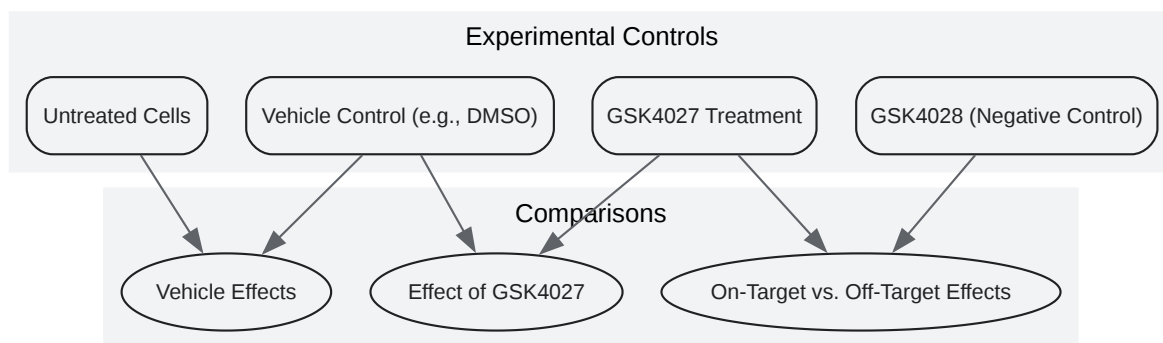 Experimental Controls
Untreated Cells
Vehicle Control (e.g., DMSO)
GSK4027 Treatment
GSK4028 (Negative Control)
Comparisons
Vehicle Effects
Effect of GSK4027
On-Target vs. Off-Target Effects